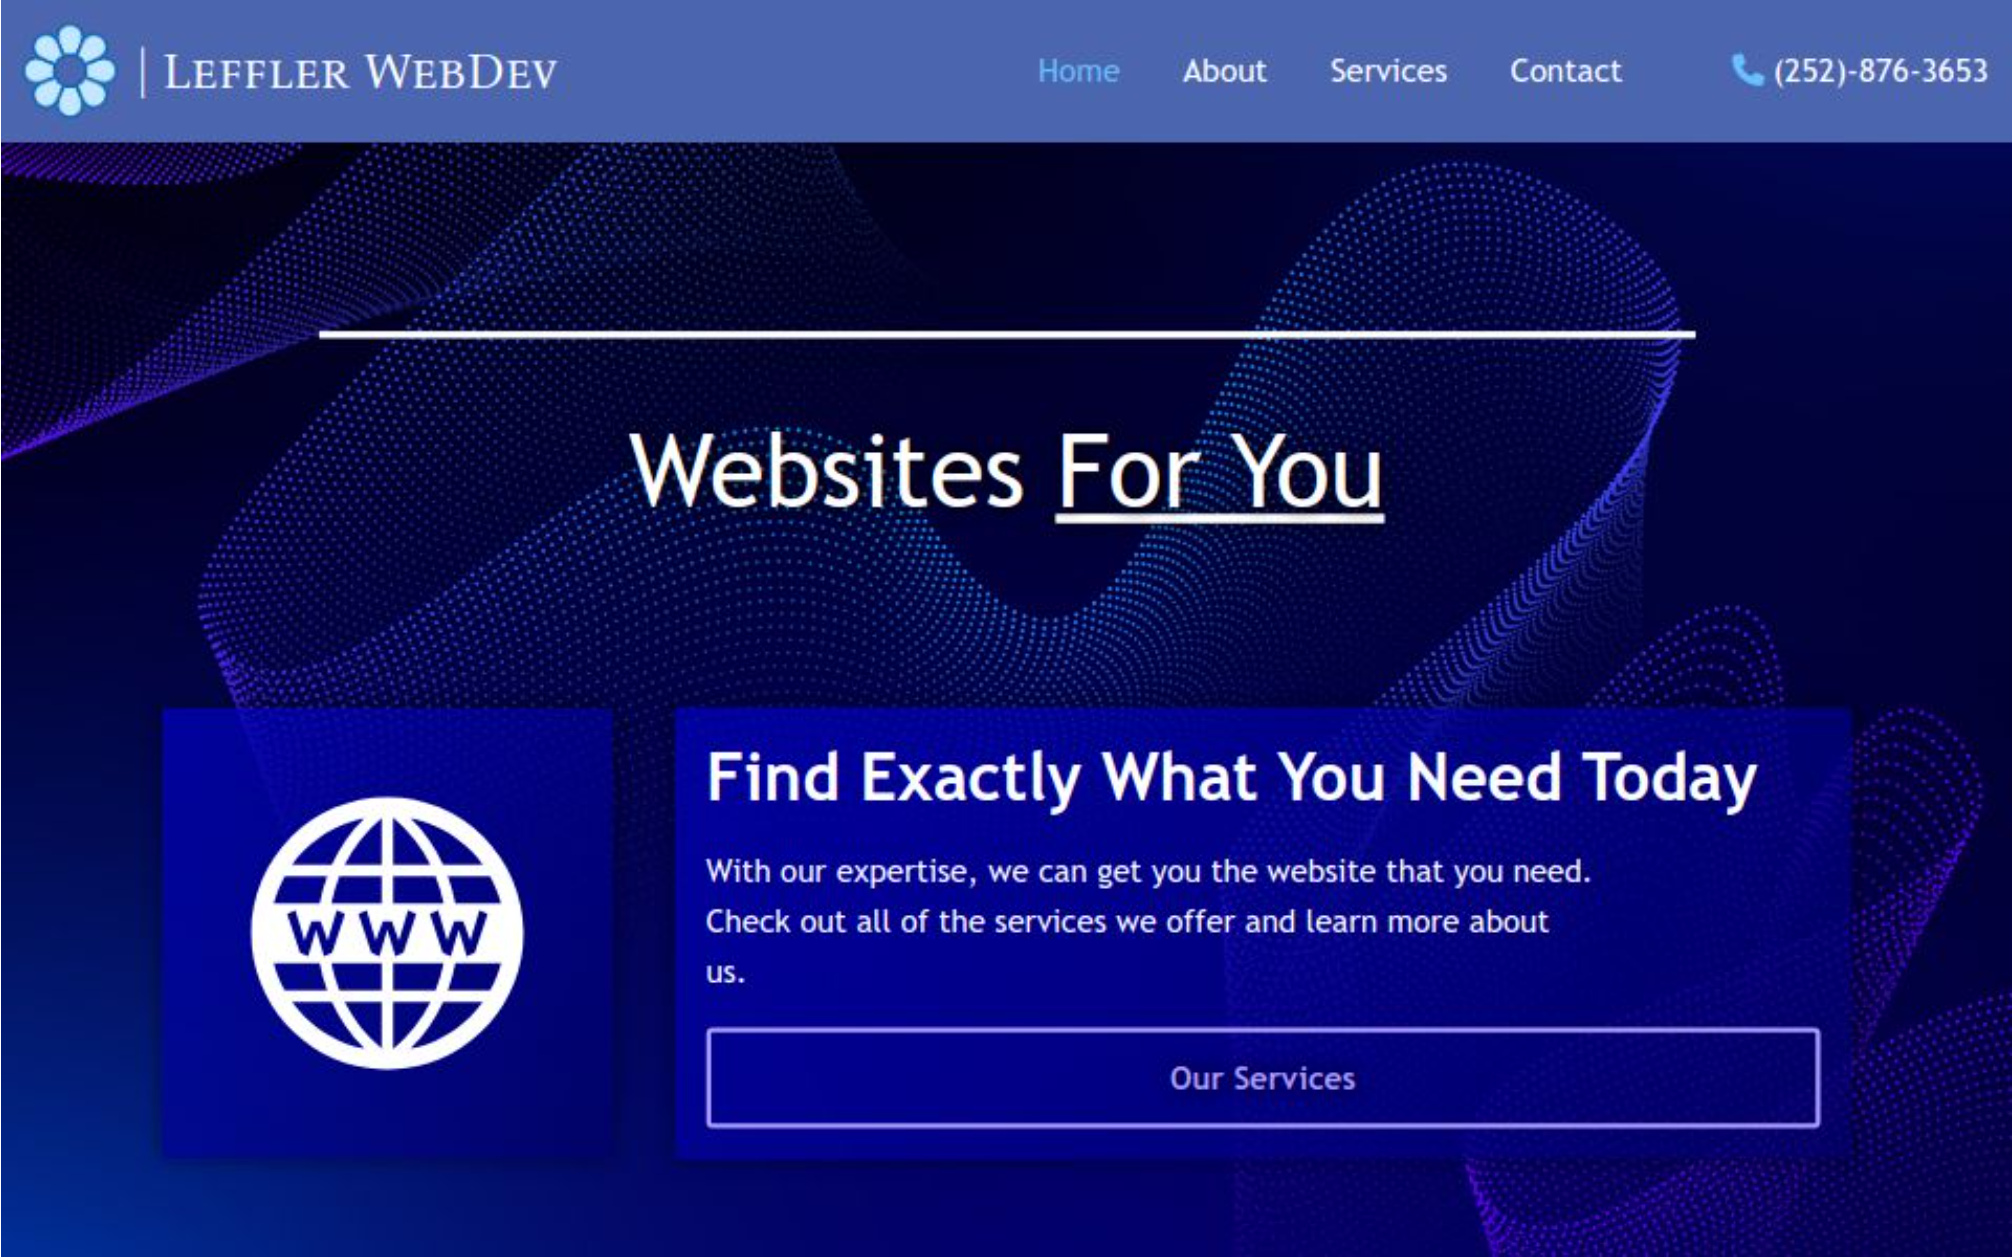 LEFFLER WEBDEV
Home About Services Contact (252)-876-3653
Websites For You
WWW
Find Exactly What You Need Today
With our expertise, we can get you the website that you need.
Check out all of the services we offer and learn more about
us.
Our Services